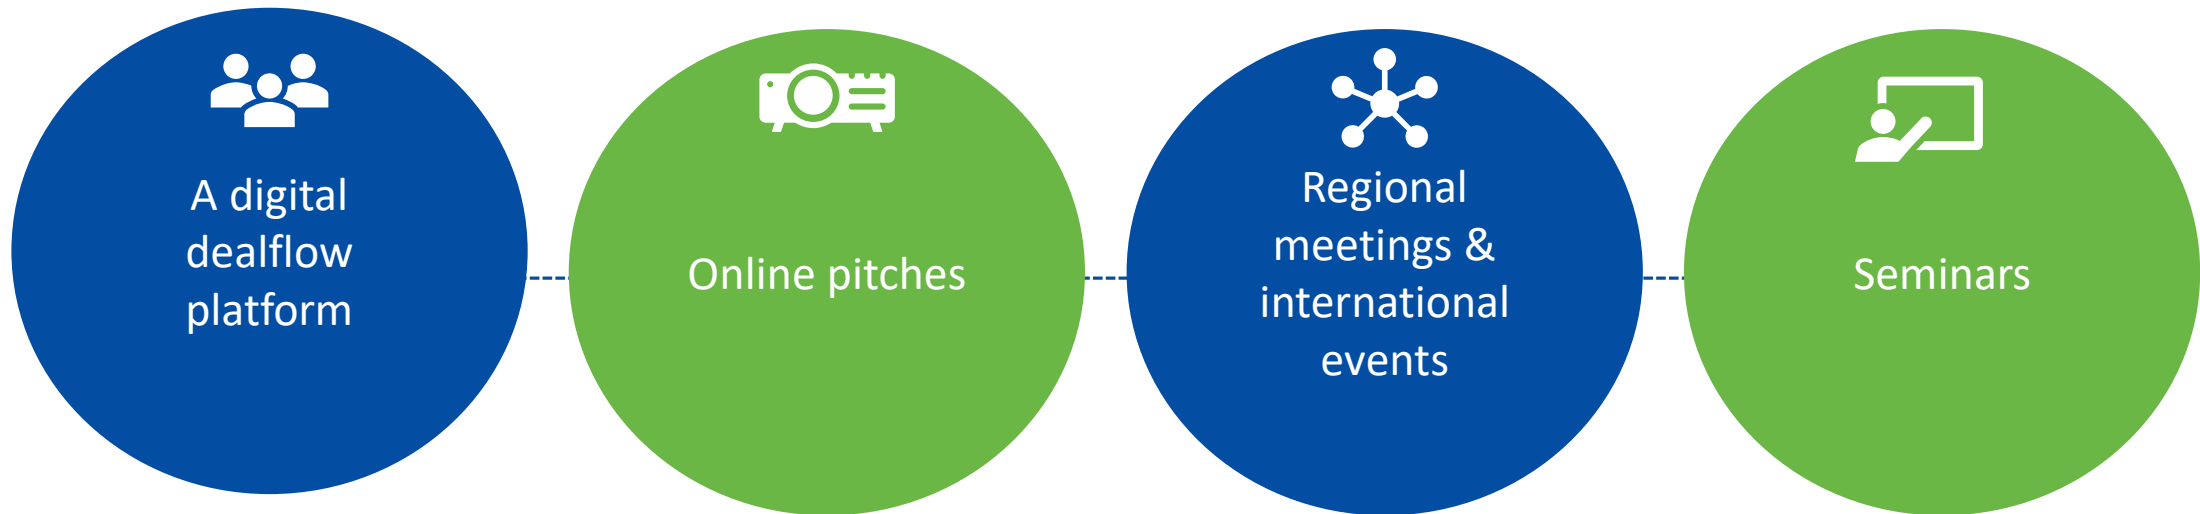 A digital
dealflow
platform
Online pitches
Regional
meetings &
international
events
Seminars